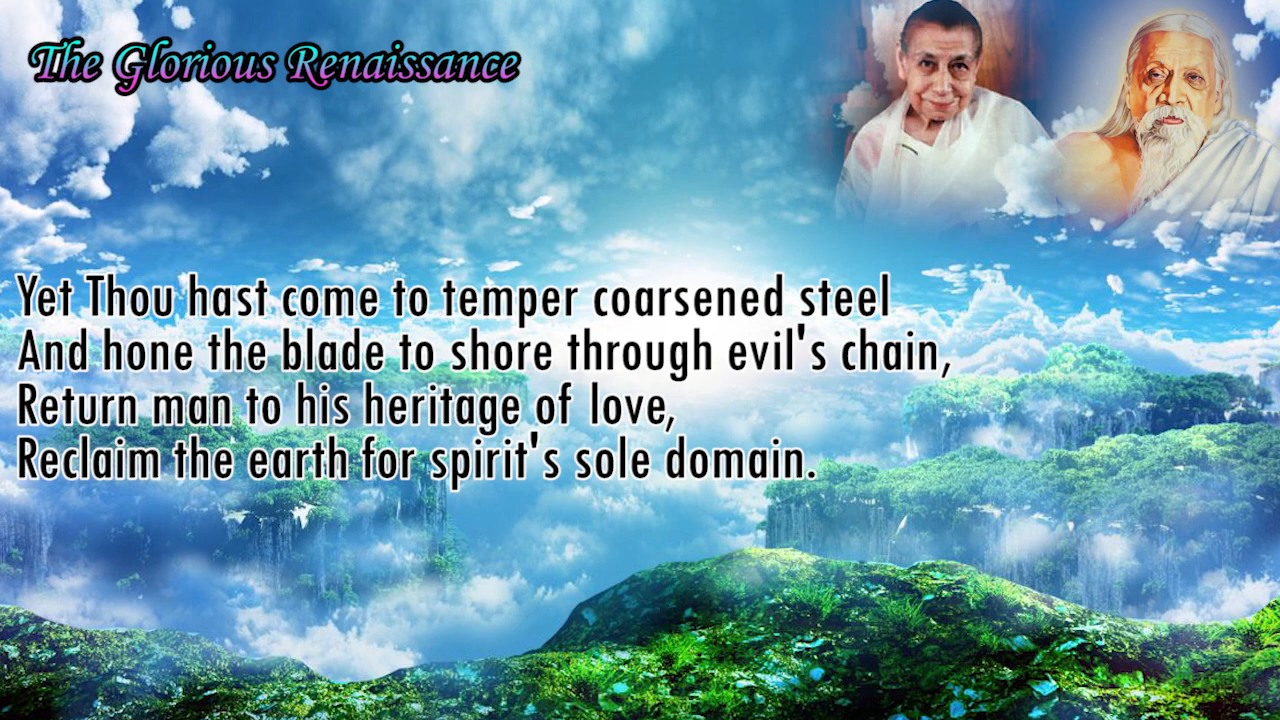 The Glorious Renaissance
Yet Thou hast come to temper coarsened steel
And hone the blade to shore through evil's chain,
Return man to his heritage of love,
Reclaim the earth for spirit's sole domain.